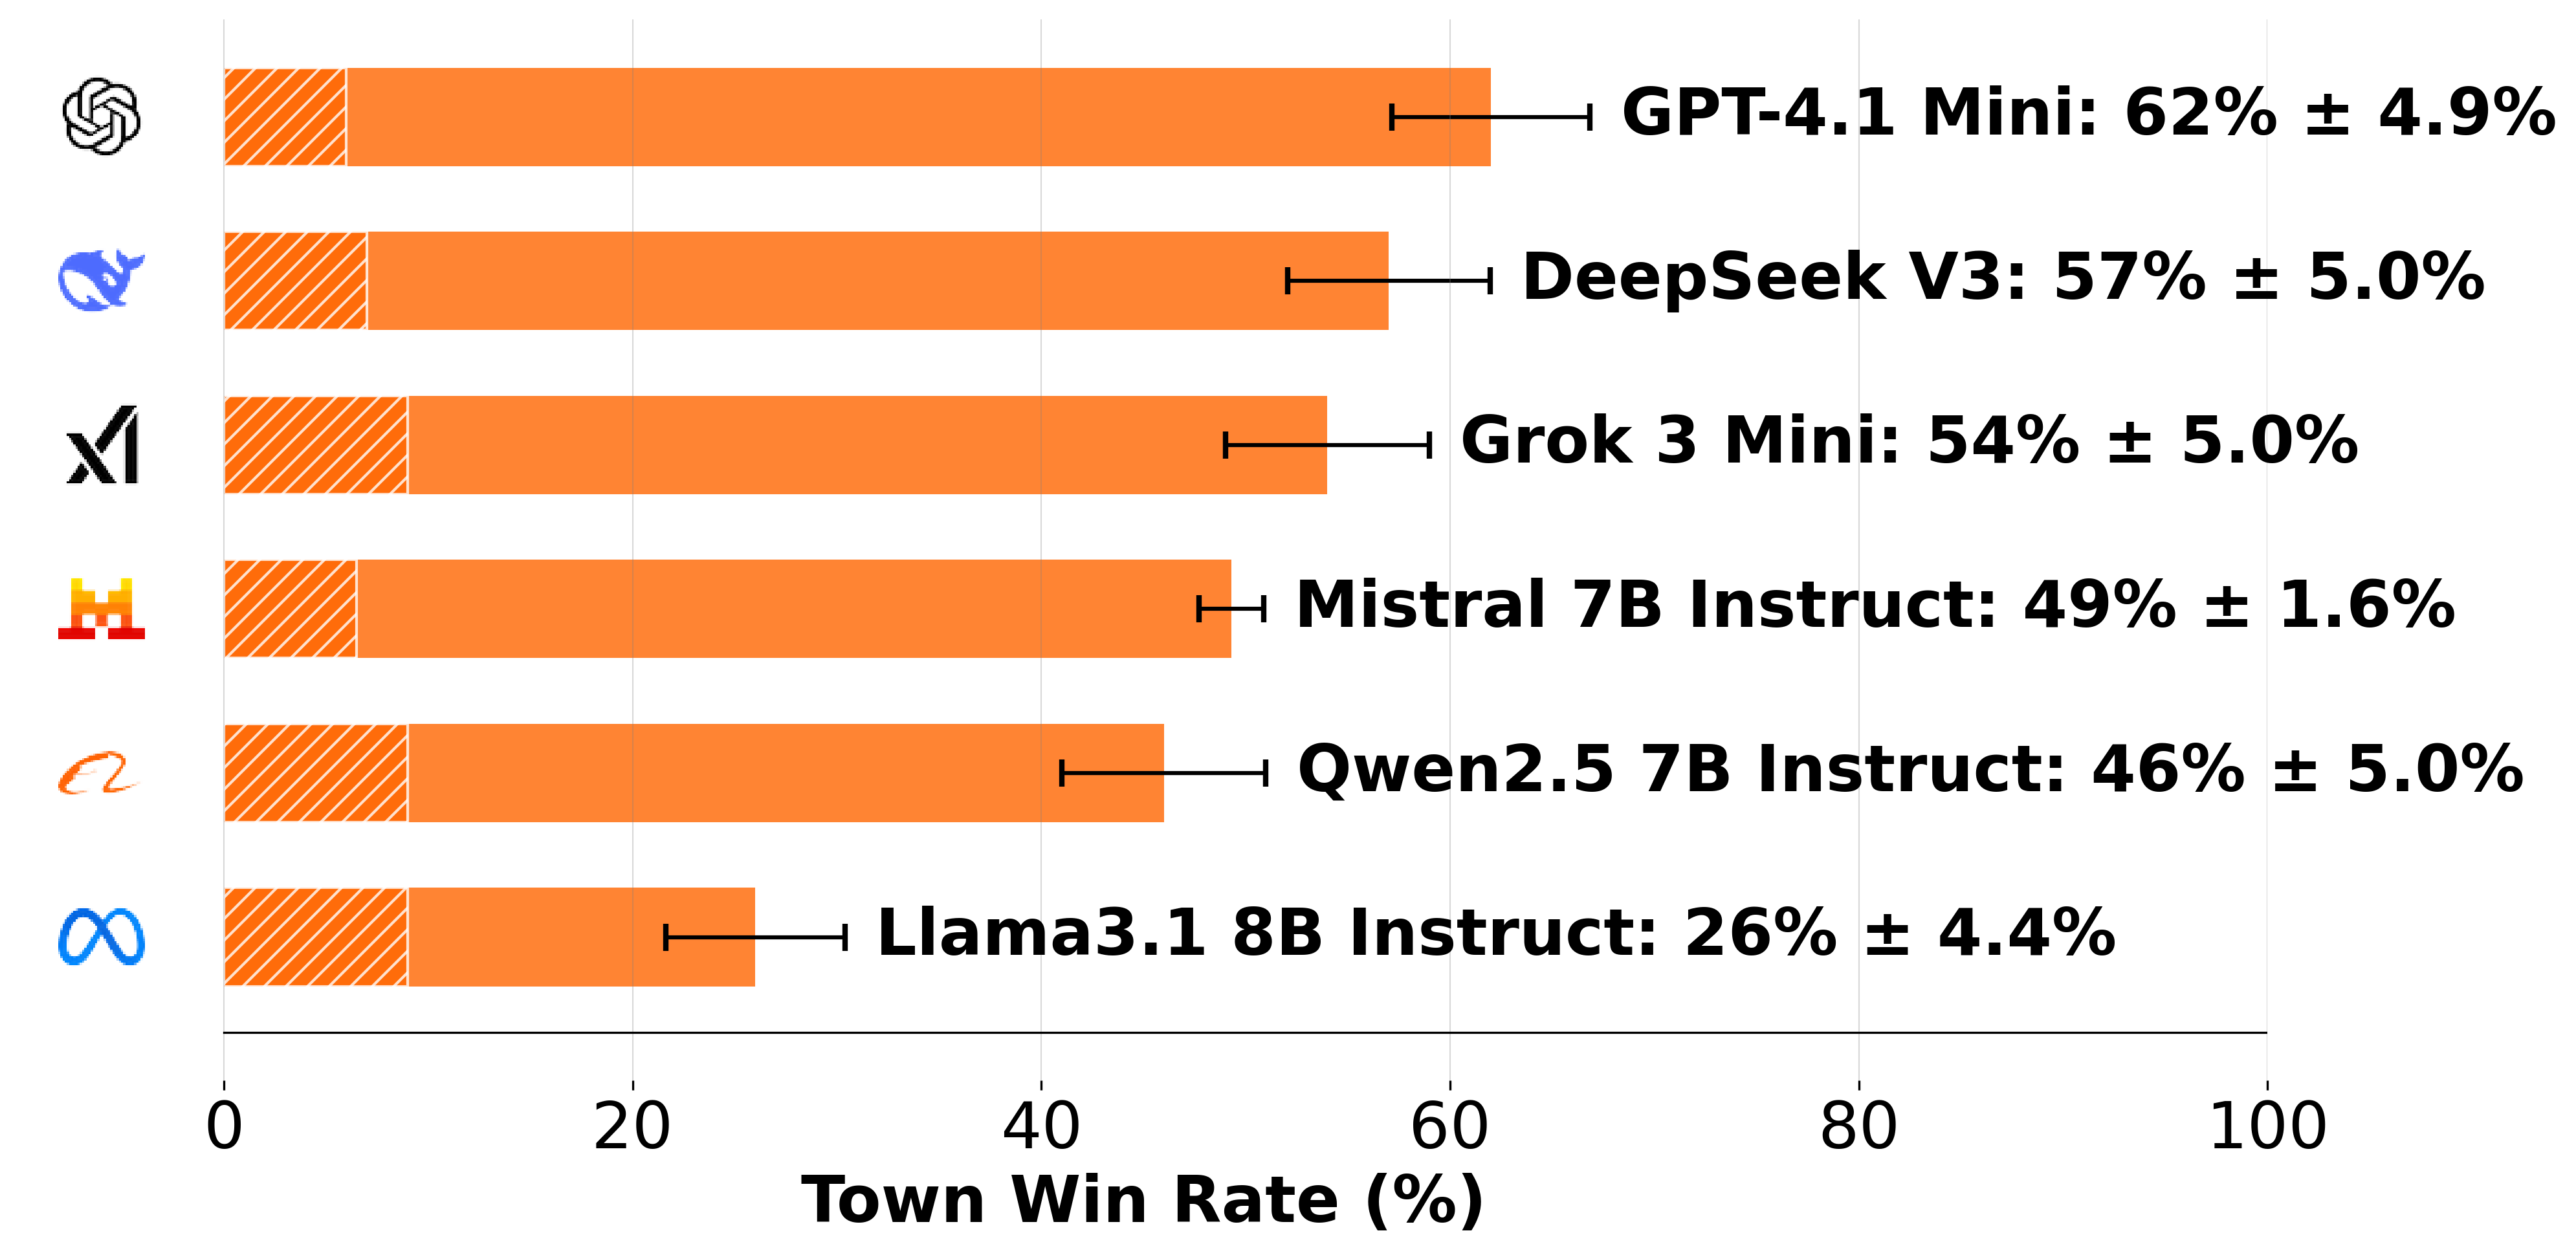 GPT-4.1 Mini: 62% ± 4.9%
DeepSeek V3: 57% ± 5.0%
Grok 3 Mini: 54% ± 5.0%
Mistral 7B Instruct: 49% ± 1.6%
Qwen2.5 7B Instruct: 46% ± 5.0%
Llama3.1 8B Instruct: 26% ± 4.4%
0 20 40 60 80 100
Town Win Rate (%)